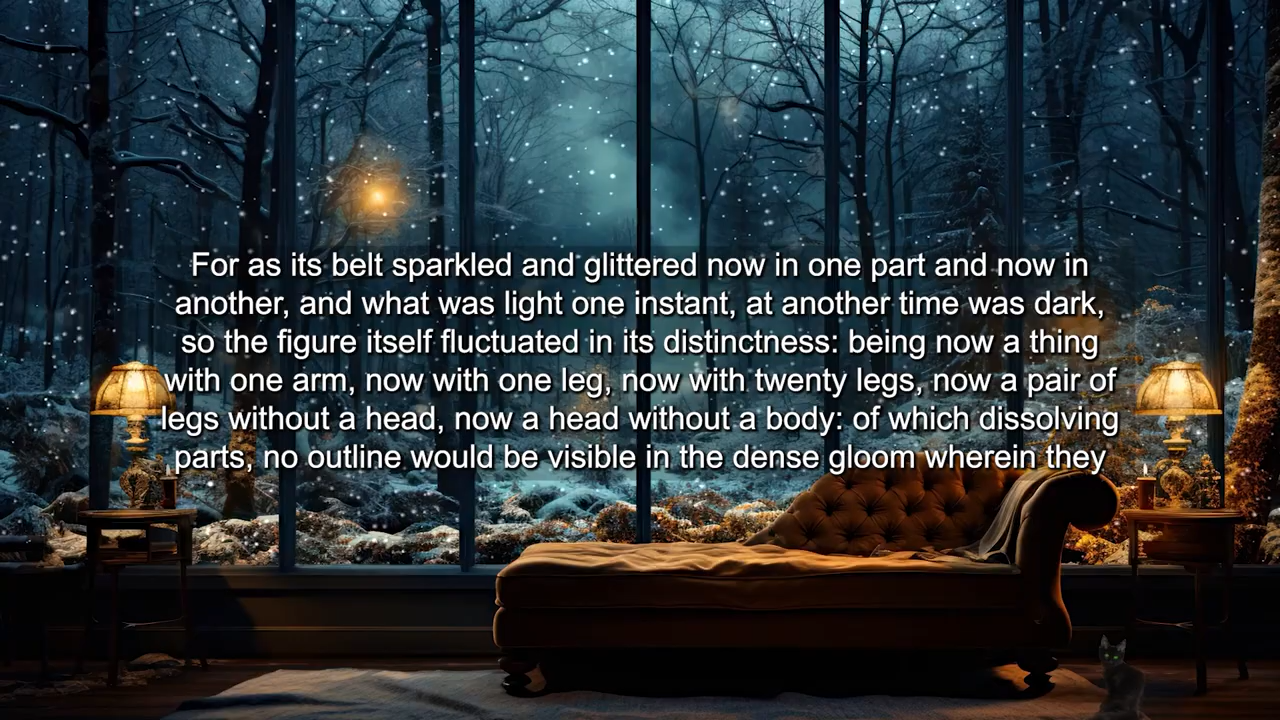 For as its belt sparkled and glittered now in one part and now in
another, and what was light one instant, at another time was dark,
so the figure itself fluctuated in its distinctness: being now a thing
with one arm, now with one leg, now with twenty legs, now a pair of
legs without a head, now a head without a body: of which dissolving
parts, no outline would be visible in the dense gloom wherein they